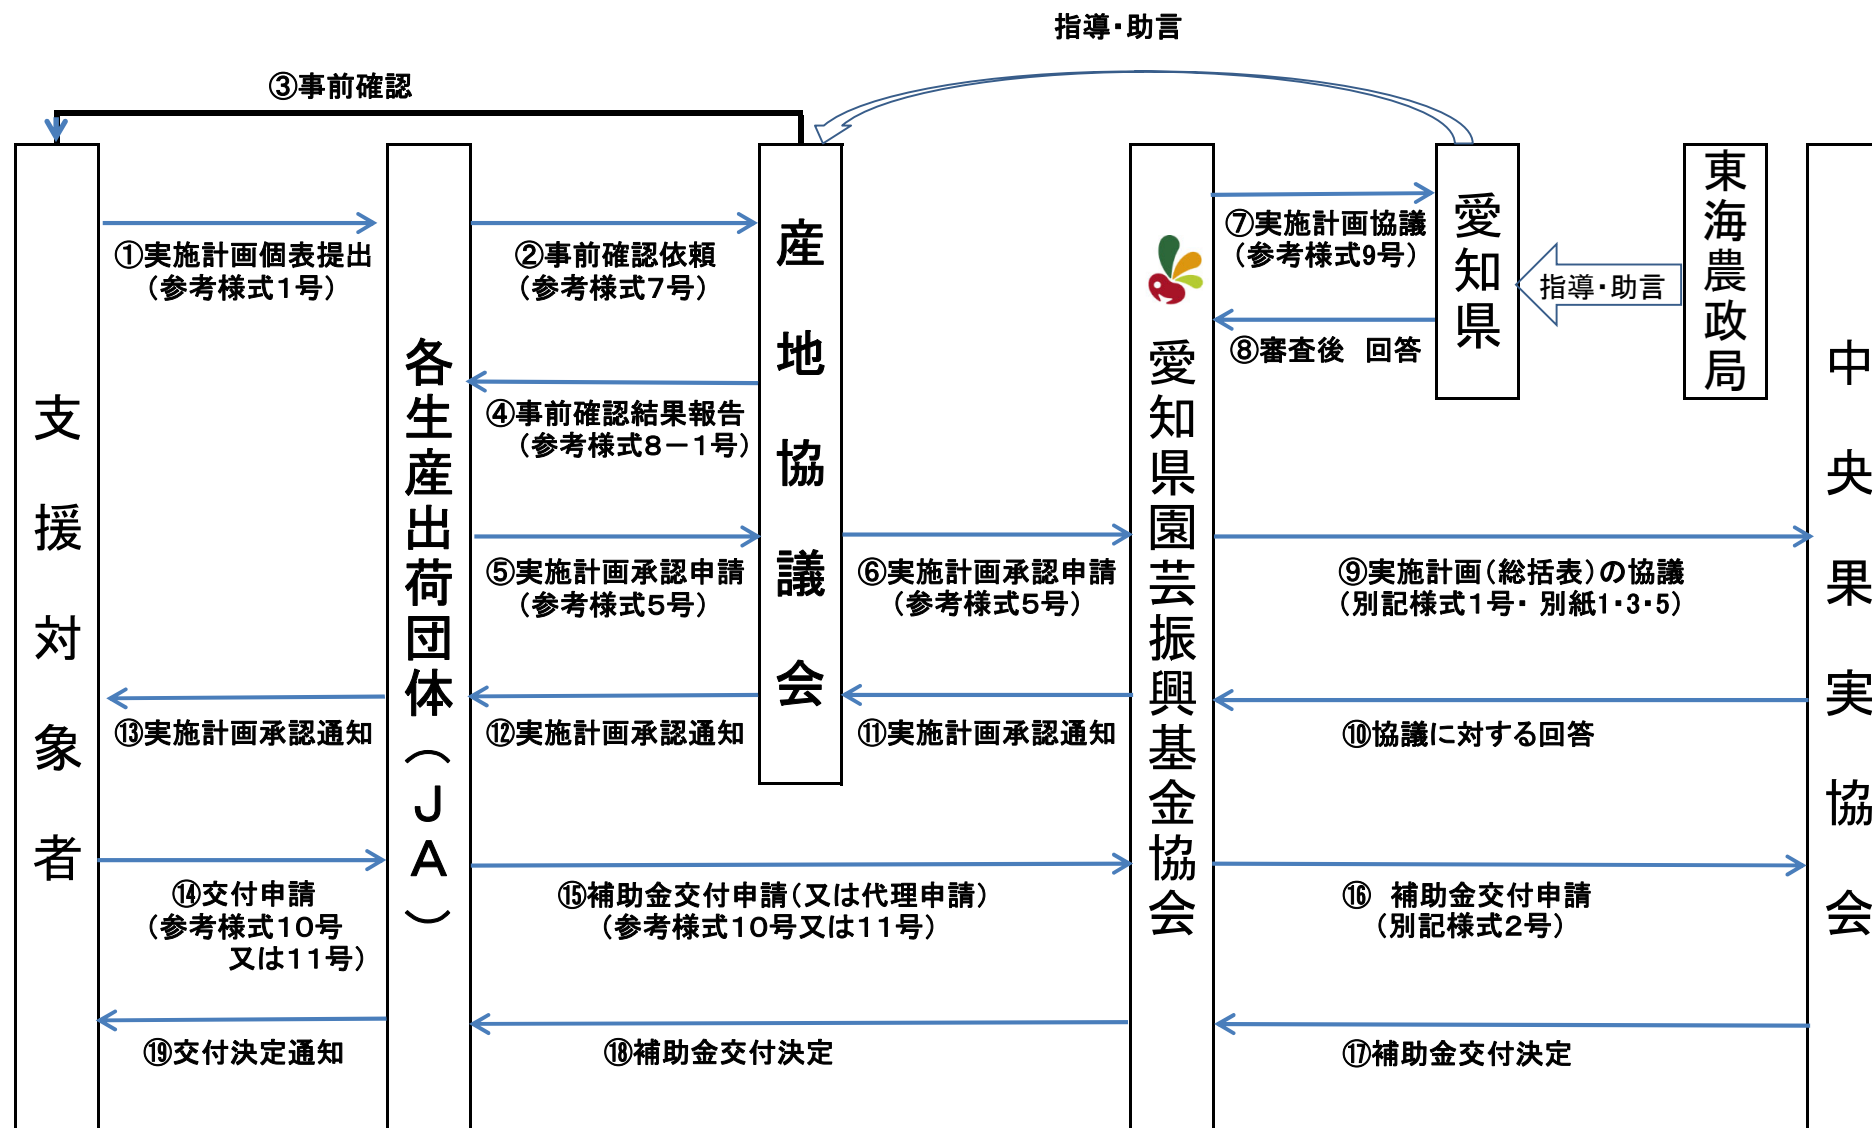 指導・助言
③事前確認
支援対象者
各生産出荷団体（ＪＡ）
産地協議会
愛知県園芸振興基金協会
愛知県
東海農政局
中央果実協会
①実施計画個表提出
（参考様式１号）
②事前確認依頼
（参考様式７号）
⑦実施計画協議
（参考様式9号）
指導・助言
⑧審査後　回答
④事前確認結果報告
（参考様式８－１号）
⑤実施計画承認申請
（参考様式５号）
⑥実施計画承認申請
（参考様式５号）
⑨実施計画（総括表）の協議
（別記様式１号・ 別紙1・3・5）
⑬実施計画承認通知
⑫実施計画承認通知
⑪実施計画承認通知
⑩協議に対する回答
⑭交付申請
（参考様式１０号
又は１１号）
⑮補助金交付申請（又は代理申請）
（参考様式１０号又は１１号）
⑯　補助金交付申請
（別記様式２号）
⑲交付決定通知
⑱補助金交付決定
⑰補助金交付決定